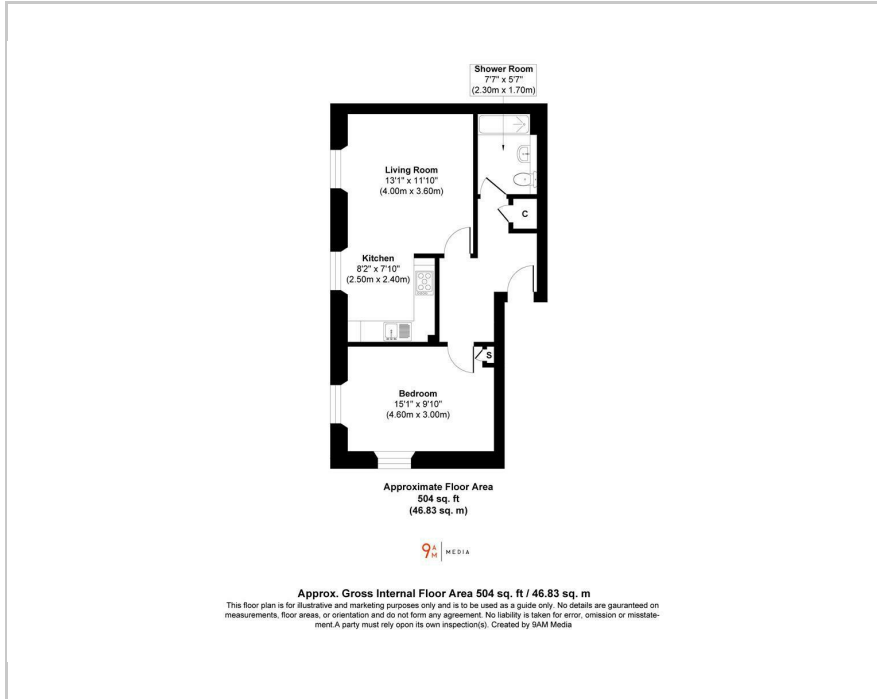 Shower Room
7'7" x 5'7"
(2.30m x 1.70m)
Living Room
13'1" x 11'10"
(4.00m x 3.60m)
C
Kitchen
8'2" x 7'10"
(2.50m x 2.40m)
S
Bedroom
15'1" x 9'10"
(4.60m x 3.00m)
Approximate Floor Area
504 sq. ft
(46.83 sq. m)
9AM MEDIA
Approx. Gross Internal Floor Area 504 sq. ft / 46.83 sq. m
This floor plan is for illustrative and marketing purposes only and is to be used as a guide only. No details are gauranteed on
measurements, floor areas, or orientation and do not form any agreement. No liability is taken for error, omission or misstate-
ment.A party must rely upon its own inspection(s). Created by 9AM Media